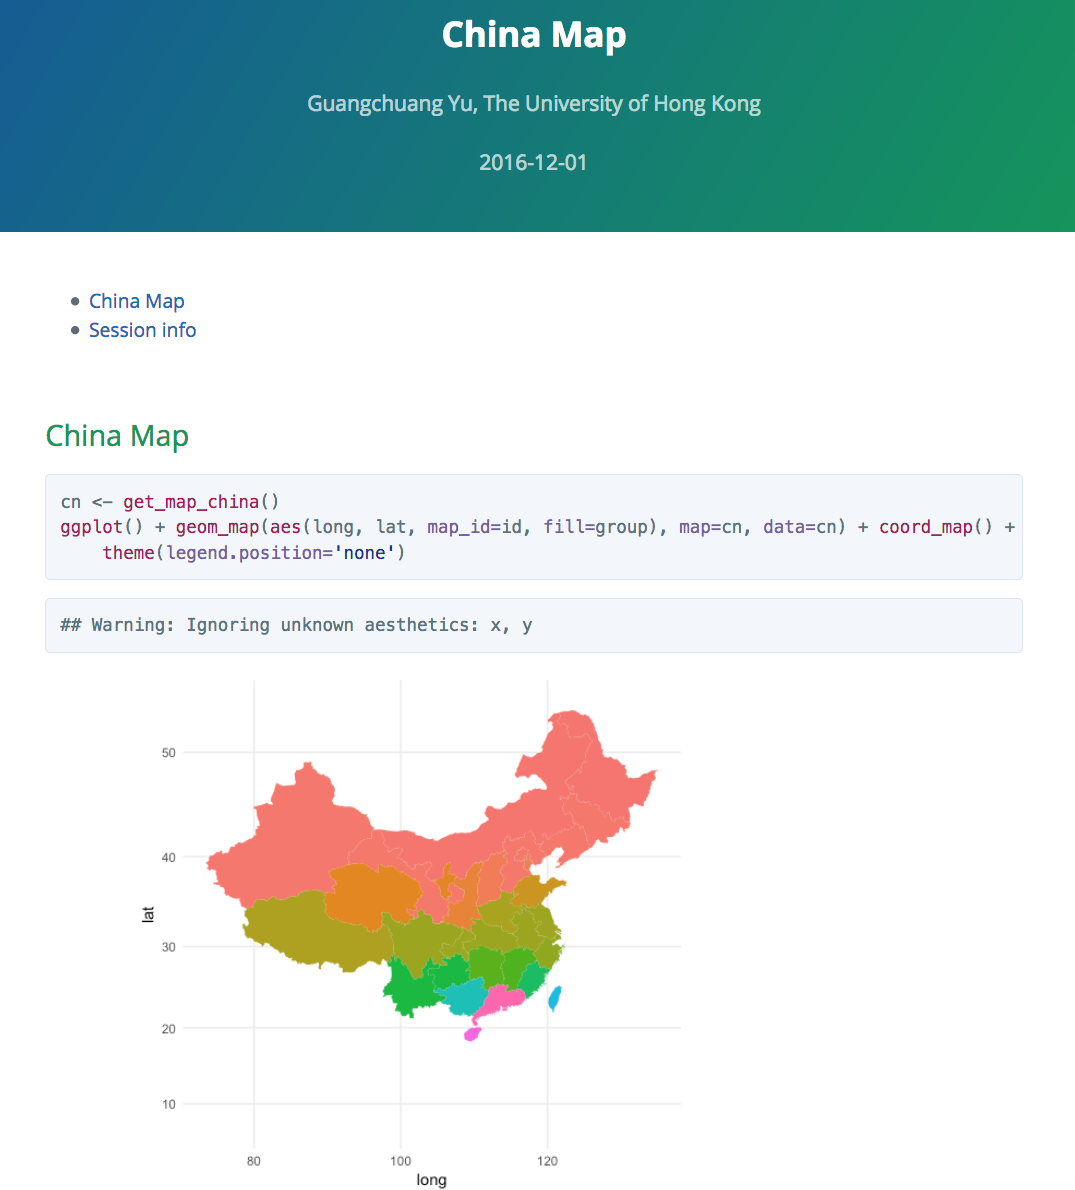 China Map
Guangchuang Yu, The University of Hong Kong
2016-12-01
China Map
Session info
China Map
cn <- get_map_china()
ggplot() + geom_map(aes(long, lat, map_id=id, fill=group), map=cn, data=cn) + coord_map() +
    theme(legend.position='none')
## Warning: Ignoring unknown aesthetics: x, y
50
40
lat
30
20
10
80 100 120
long